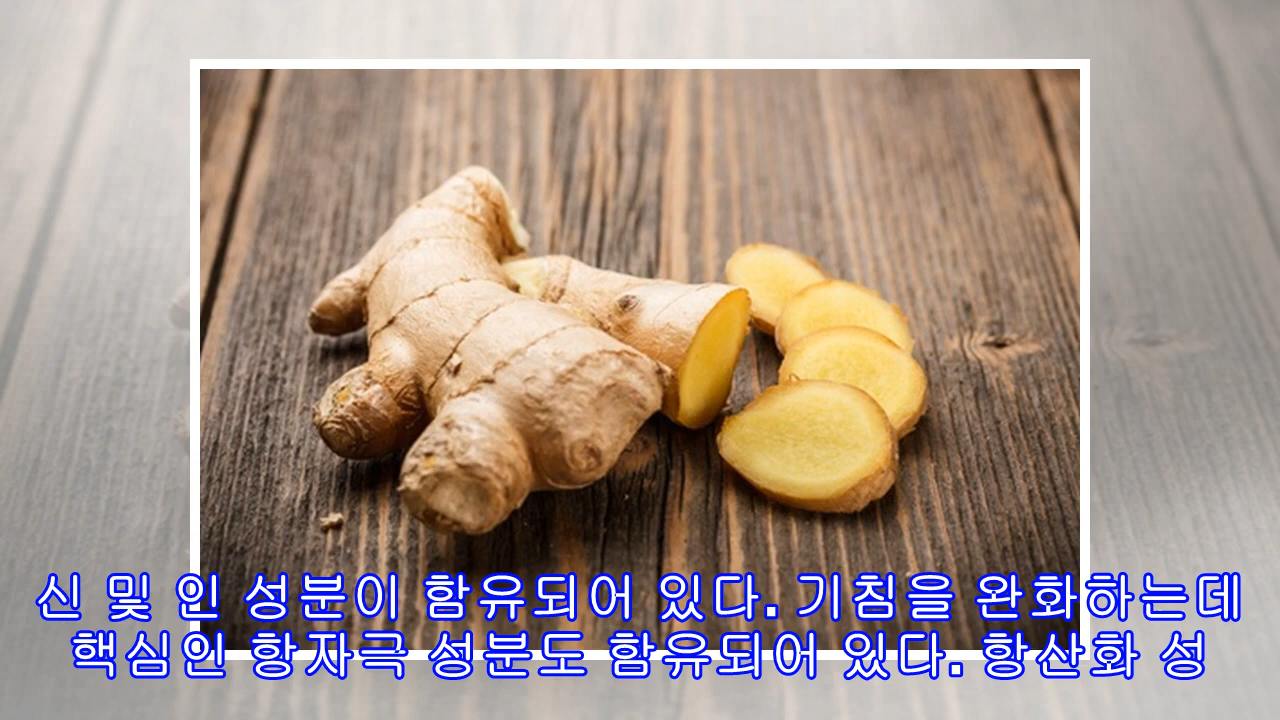 신 및 인 성분이 함유되어 있다. 기침을 완화하는데
핵심인 항자극 성분도 함유되어 있다. 항산화 성